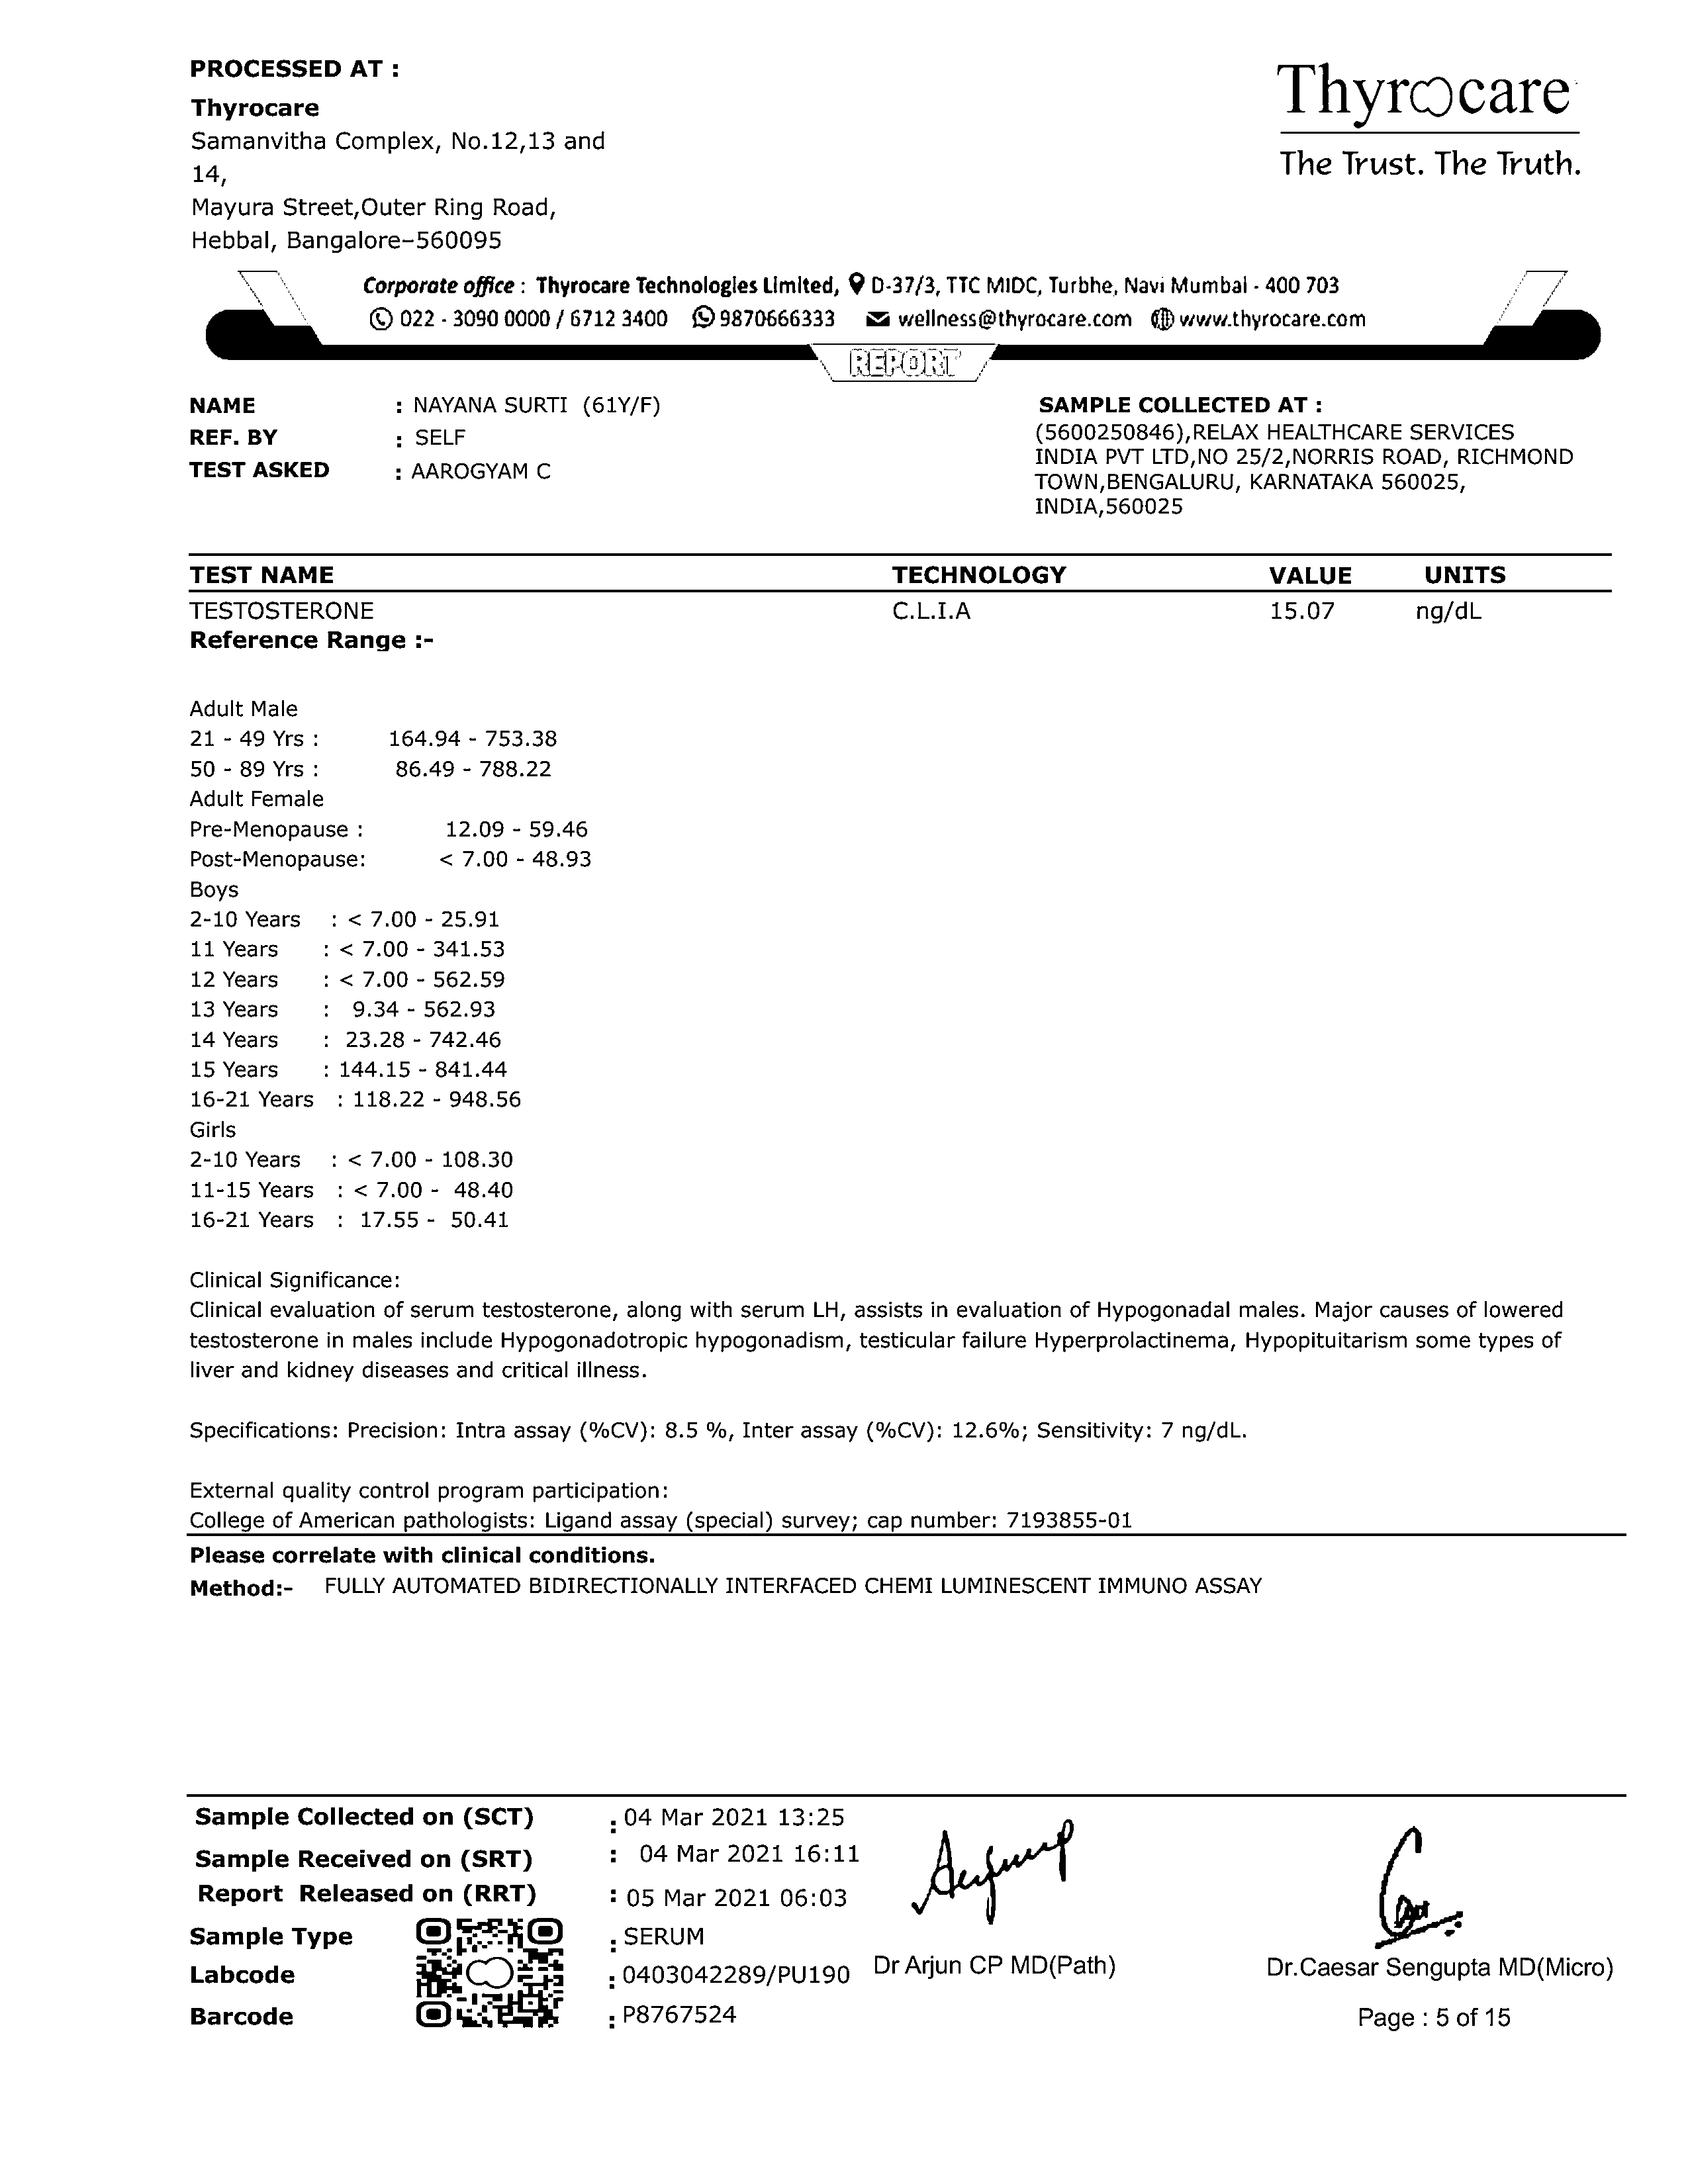 PROCESSED AT :
Thyrocare
Samanvitha Complex, No.12,13 and
14,
Mayura Street,Outer Ring Road,
Hebbal, Bangalore-560095
Thyrocare
The Trust. The Truth.
Corporate office : Thyrocare Technologies Limited, D-37/3, TTC MIDC, Turbhe, Navi Mumbai - 400 703
022 - 3090 0000 / 6712 3400 9870666333 wellness@thyrocare.com www.thyrocare.com
REPORT
NAME : NAYANA SURTI (61Y/F)
REF. BY : SELF
TEST ASKED : AAROGYAM C
SAMPLE COLLECTED AT :
(5600250846),RELAX HEALTHCARE SERVICES
INDIA PVT LTD,NO 25/2,NORRIS ROAD, RICHMOND
TOWN,BENGALURU, KARNATAKA 560025,
INDIA,560025
TEST NAME TECHNOLOGY VALUE UNITS
TESTOSTERONE C.L.I.A 15.07 ng/dL
Reference Range :-
Adult Male
21 - 49 Yrs : 164.94 - 753.38
50 - 89 Yrs : 86.49 - 788.22
Adult Female
Pre-Menopause : 12.09 - 59.46
Post-Menopause: < 7.00 - 48.93
Boys
2-10 Years : < 7.00 - 25.91
11 Years : < 7.00 - 341.53
12 Years : < 7.00 - 562.59
13 Years : 9.34 - 562.93
14 Years : 23.28 - 742.46
15 Years : 144.15 - 841.44
16-21 Years : 118.22 - 948.56
Girls
2-10 Years : < 7.00 - 108.30
11-15 Years : < 7.00 - 48.40
16-21 Years : 17.55 - 50.41
Clinical Significance:
Clinical evaluation of serum testosterone, along with serum LH, assists in evaluation of Hypogonadal males. Major causes of lowered
testosterone in males include Hypogonadotropic hypogonadism, testicular failure Hyperprolactinema, Hypopituitarism some types of
liver and kidney diseases and critical illness.
Specifications: Precision: Intra assay (%CV): 8.5 %, Inter assay (%CV): 12.6%; Sensitivity: 7 ng/dL.
External quality control program participation:
College of American pathologists: Ligand assay (special) survey; cap number: 7193855-01
Please correlate with clinical conditions.
Method:- FULLY AUTOMATED BIDIRECTIONALLY INTERFACED CHEMI LUMINESCENT IMMUNO ASSAY
Sample Collected on (SCT) : 04 Mar 2021 13:25
Sample Received on (SRT) : 04 Mar 2021 16:11
Report Released on (RRT) : 05 Mar 2021 06:03
Sample Type : SERUM
Labcode : 0403042289/PU190
Barcode : P8767524
Dr Arjun CP MD(Path)
Dr.Caesar Sengupta MD(Micro)
Page : 5 of 15